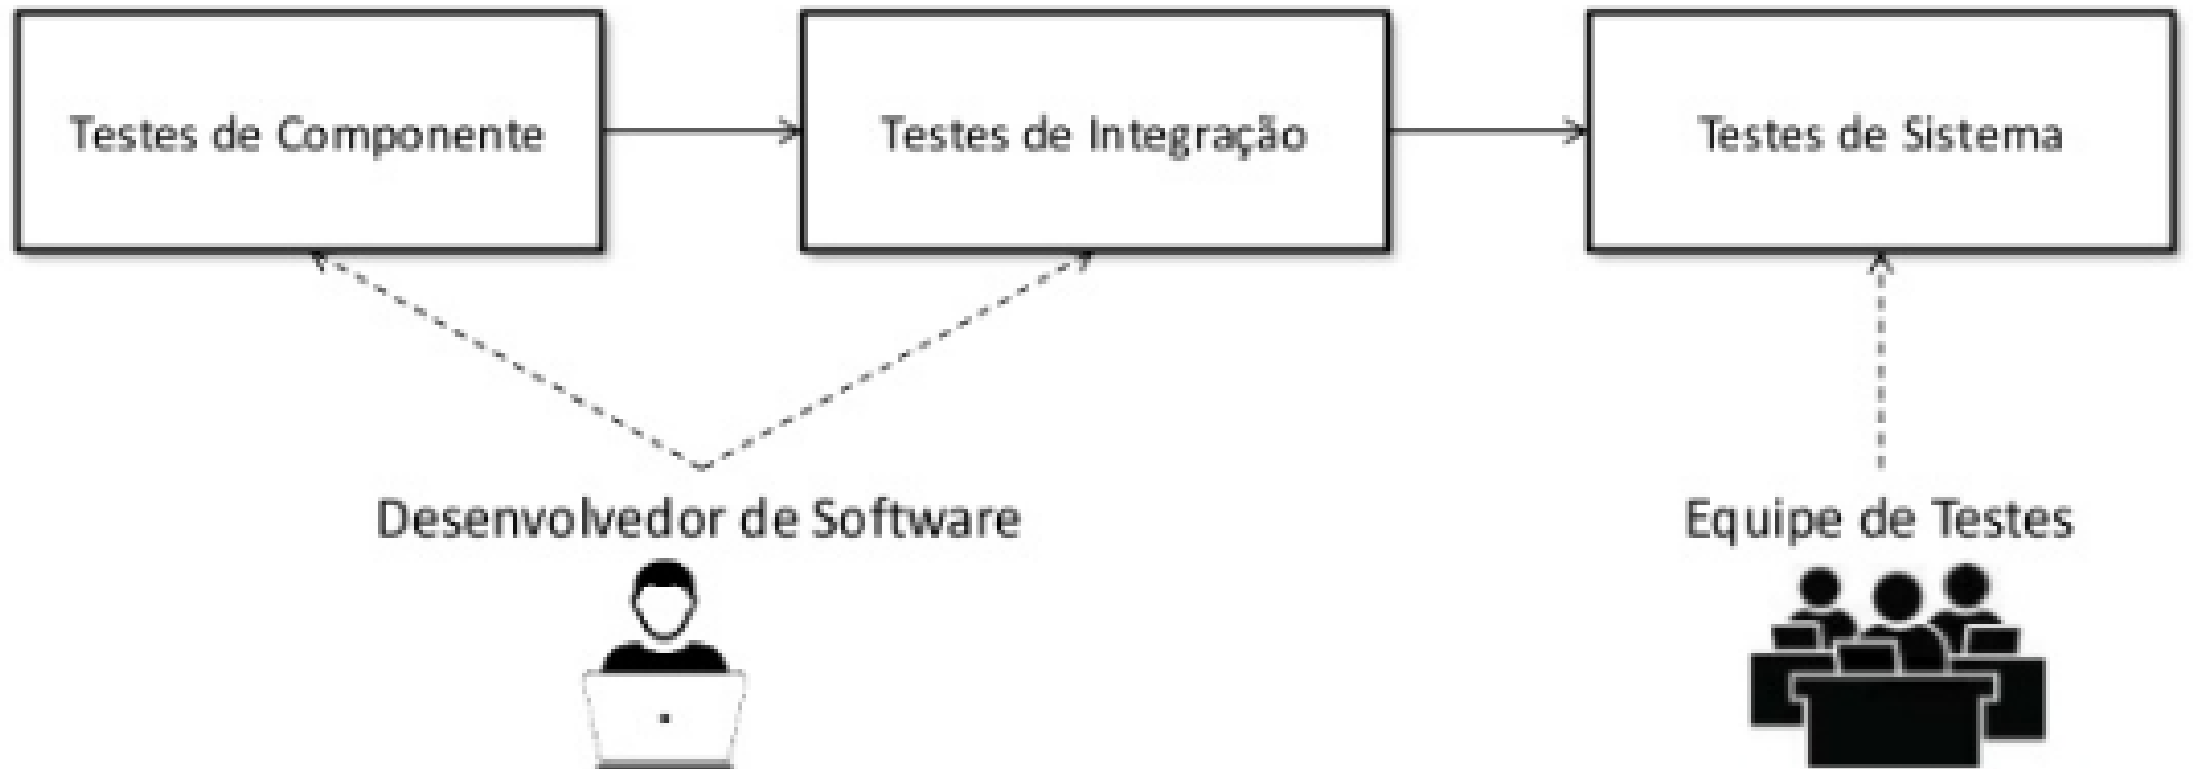 Testes de Componente
Testes de Integração
Testes de Sistema
Desenvolvedor de Software
Equipe de Testes